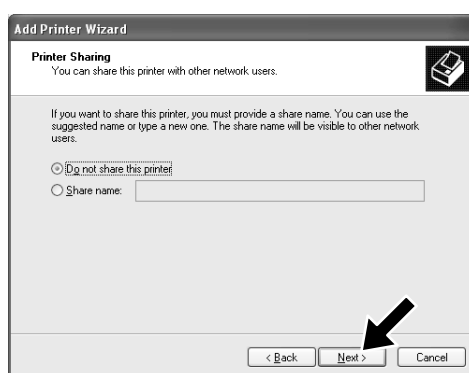 Add Printer Wizard
Printer Sharing
You can share this printer with other network users.
If you want to share this printer, you must provide a share name. You can use the
suggested name or type a new one. The share name will be visible to other network
users.
Do not share this printer
Share name:
< Back Next > Cancel